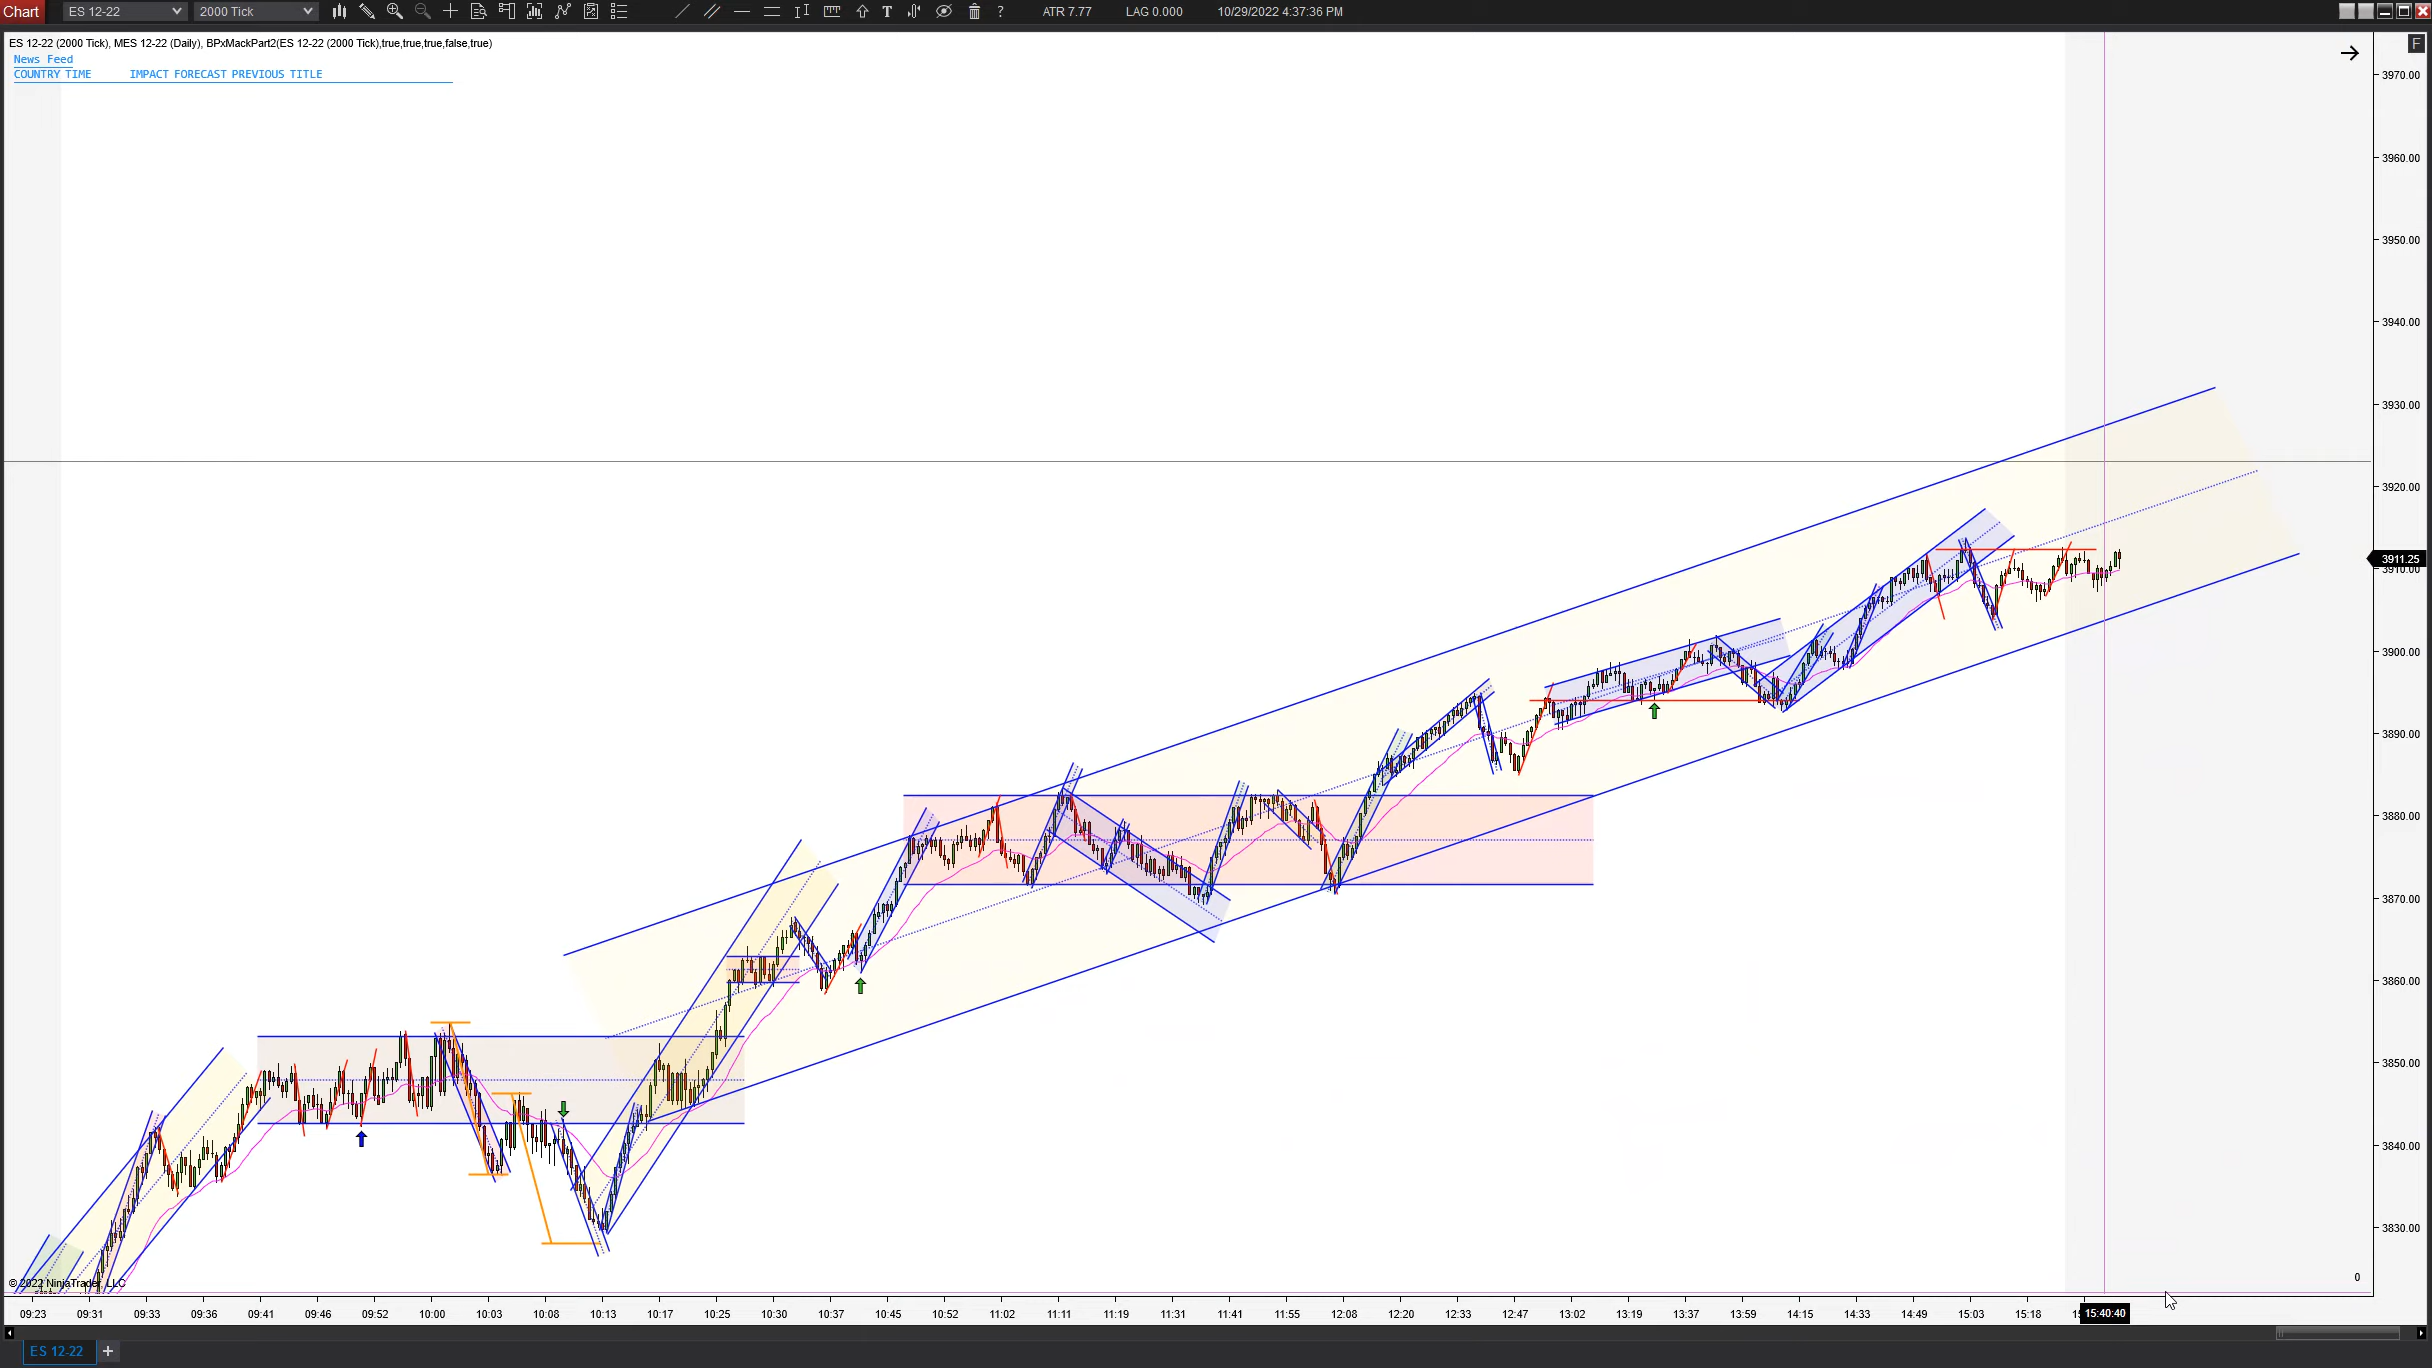 Chart ES 12-22 2000 Tick T ? ATR 7.77 LAG 0.000 10/29/2022 4:37:36 PM
ES 12-22 (2000 Tick), MES 12-22 (Daily), BPxMackPart2(ES 12-22 (2000 Tick),true,true,true,false,true)
F
News Feed
COUNTRY TIME IMPACT FORECAST PREVIOUS TITLE
3970.00
3960.00
3950.00
3940.00
3930.00
3920.00
3911.25
3910.00
3900.00
3890.00
3880.00
3870.00
3860.00
3850.00
3840.00
3830.00
© 2022 NinjaTrader, LLC
0
09:23 09:31 09:33 09:36 09:41 09:46 09:52 10:00 10:03 10:08 10:13 10:17 10:25 10:30 10:37 10:45 10:52 11:02 11:11 11:19 11:31 11:41 11:55 12:08 12:20 12:33 12:47 13:02 13:19 13:37 13:59 14:15 14:33 14:49 15:03 15:18 15:40:40
ES 12-22 +